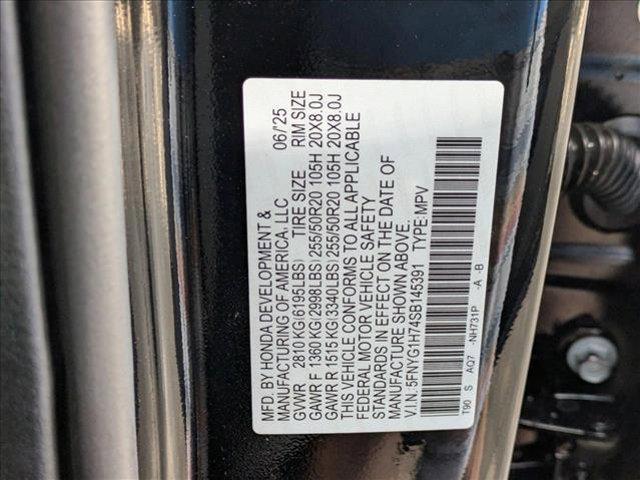 MFD. BY HONDA DEVELOPMENT &
MANUFACTURING OF AMERICA, LLC 06/'25
GVWR 2810 KG(6195LBS) TIRE SIZE RIM SIZE
GAWR F 1360 KG(2998LBS) 255/50R20 105H 20X8.0J
GAWR R 1515 KG(3340LBS) 255/50R20 105H 20X8.0J
THIS VEHICLE CONFORMS TO ALL APPLICABLE
FEDERAL MOTOR VEHICLE SAFETY
STANDARDS IN EFFECT ON THE DATE OF
MANUFACTURE SHOWN ABOVE.
V.I.N.:5FNYG1H74SB145391 TYPE:MPV
T90 S AQ7 -NH731P -A -B